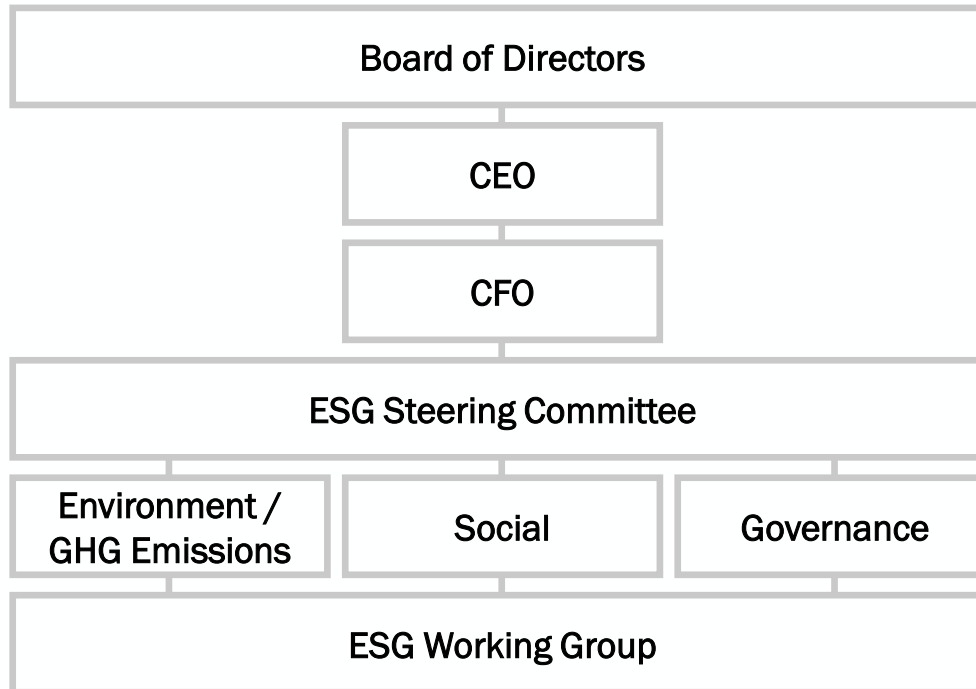 Board of Directors
CEO
CFO
ESG Steering Committee
Environment /
GHG Emissions
Social
Governance
ESG Working Group